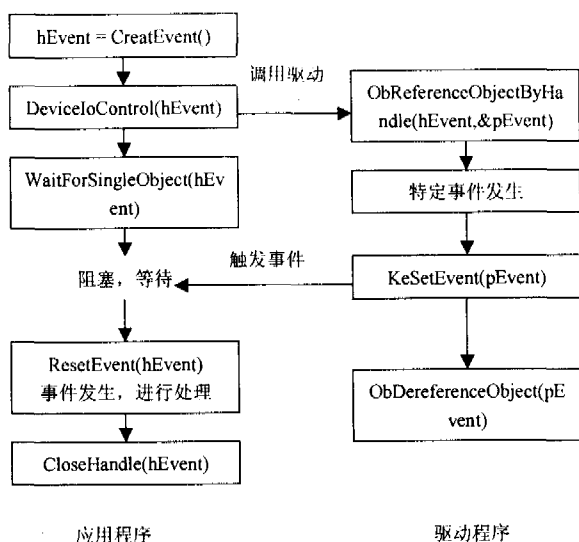 hEvent = CreatEvent()
DeviceIoControl(hEvent)
WaitForSingleObject(hEv
ent)
阻塞，等待
ResetEvent(hEvent)
事件发生，进行处理
CloseHandle(hEvent)
应用程序
调用驱动
触发事件
ObReferenceObjectByHa
ndle(hEvent,&pEvent)
特定事件发生
KeSetEvent(pEvent)
ObDereferenceObject(pE
vent)
驱动程序